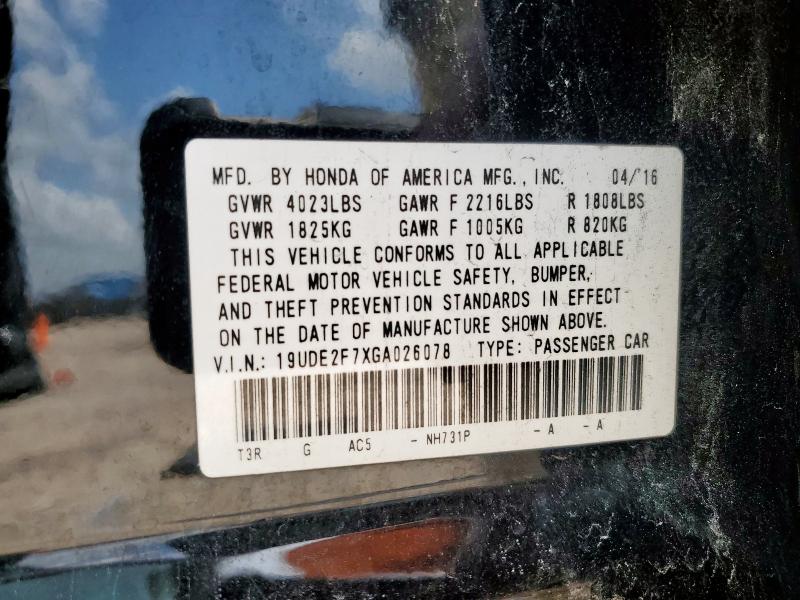 MFD. BY HONDA OF AMERICA MFG., INC. 04/'16
GVWR 4023LBS GAWR F 2216LBS R 1808LBS
GVWR 1825KG GAWR F 1005KG R 820KG
THIS VEHICLE CONFORMS TO ALL APPLICABLE
FEDERAL MOTOR VEHICLE SAFETY, BUMPER,
AND THEFT PREVENTION STANDARDS IN EFFECT
ON THE DATE OF MANUFACTURE SHOWN ABOVE.
V.I.N.: 19UDE2F7XGA026078 TYPE: PASSENGER CAR
T3R G AC5 - NH731P - A - A